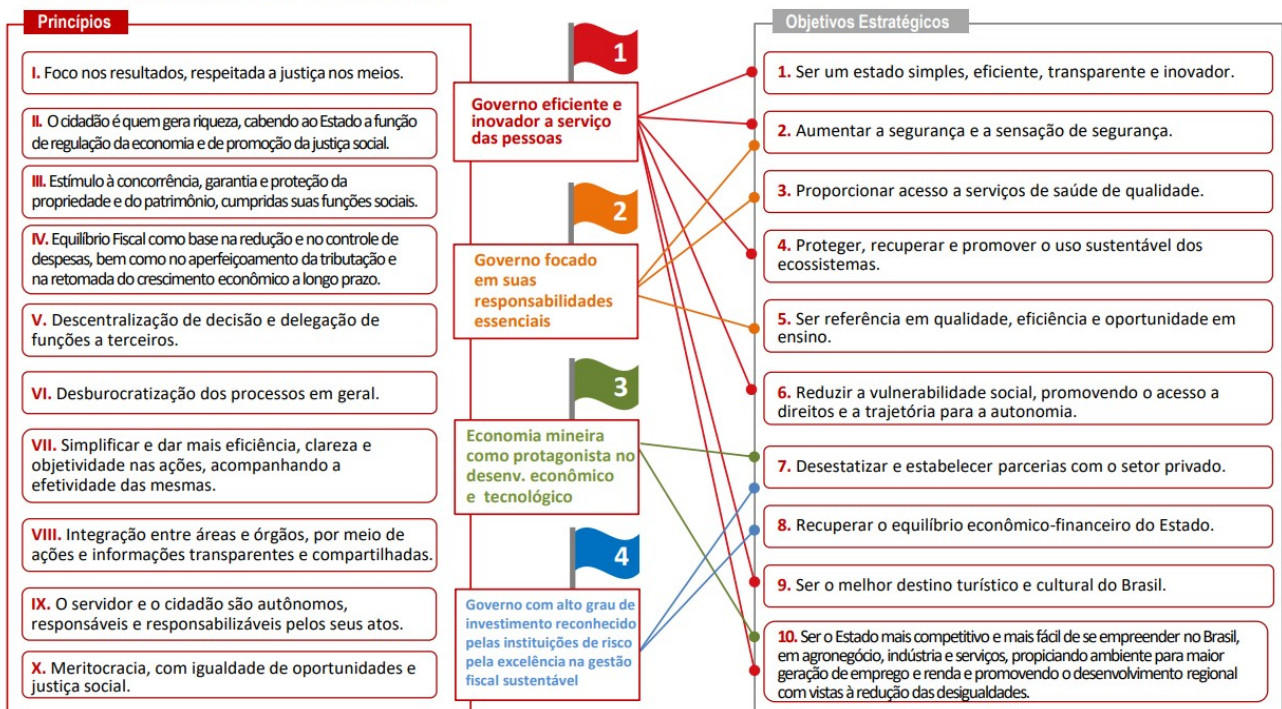 Princípios
I. Foco nos resultados, respeitada a justiça nos meios.
II. O cidadão é quem gera riqueza, cabendo ao Estado a função
de regulação da economia e de promoção da justiça social.
III. Estímulo à concorrência, garantia e proteção da
propriedade e do patrimônio, cumpridas suas funções sociais.
IV. Equilíbrio Fiscal como base na redução e no controle de
despesas, bem como no aperfeiçoamento da tributação e
na retomada do crescimento econômico a longo prazo.
V. Descentralização de decisão e delegação de
funções a terceiros.
VI. Desburocratização dos processos em geral.
VII. Simplificar e dar mais eficiência, clareza e
objetividade nas ações, acompanhando a
efetividade das mesmas.
VIII. Integração entre áreas e órgãos, por meio de
ações e informações transparentes e compartilhadas.
IX. O servidor e o cidadão são autônomos,
responsáveis e responsabilizáveis pelos seus atos.
X. Meritocracia, com igualdade de oportunidades e
justiça social.
1
Governo eficiente e
inovador a serviço
das pessoas
2
Governo focado
em suas
responsabilidades
essenciais
3
Economia mineira
como protagonista no
desenv. econômico
e tecnológico
4
Governo com alto grau de
investimento reconhecido
pelas instituições de risco
pela excelência na gestão
fiscal sustentável
Objetivos Estratégicos
1. Ser um estado simples, eficiente, transparente e inovador.
2. Aumentar a segurança e a sensação de segurança.
3. Proporcionar acesso a serviços de saúde de qualidade.
4. Proteger, recuperar e promover o uso sustentável dos
ecossistemas.
5. Ser referência em qualidade, eficiência e oportunidade em
ensino.
6. Reduzir a vulnerabilidade social, promovendo o acesso a
direitos e a trajetória para a autonomia.
7. Desestatizar e estabelecer parcerias com o setor privado.
8. Recuperar o equilíbrio econômico-financeiro do Estado.
9. Ser o melhor destino turístico e cultural do Brasil.
10. Ser o Estado mais competitivo e mais fácil de se empreender no Brasil,
em agronegócio, indústria e serviços, propiciando ambiente para maior
geração de emprego e renda e promovendo o desenvolvimento regional
com vistas à redução das desigualdades.